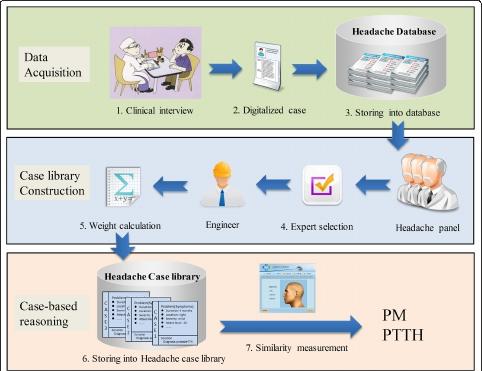 Data
Acquisition
Headache Database
1. Clinical interview
2. Digitalized case
3. Storing into database
Case library
Construction
Σ
x+y=
5. Weight calculation
Engineer
4. Expert selection
Headache panel
Case-based
reasoning
Headache Case library
6. Storing into Headache case library
7. Similarity measurement
PM
PTTH